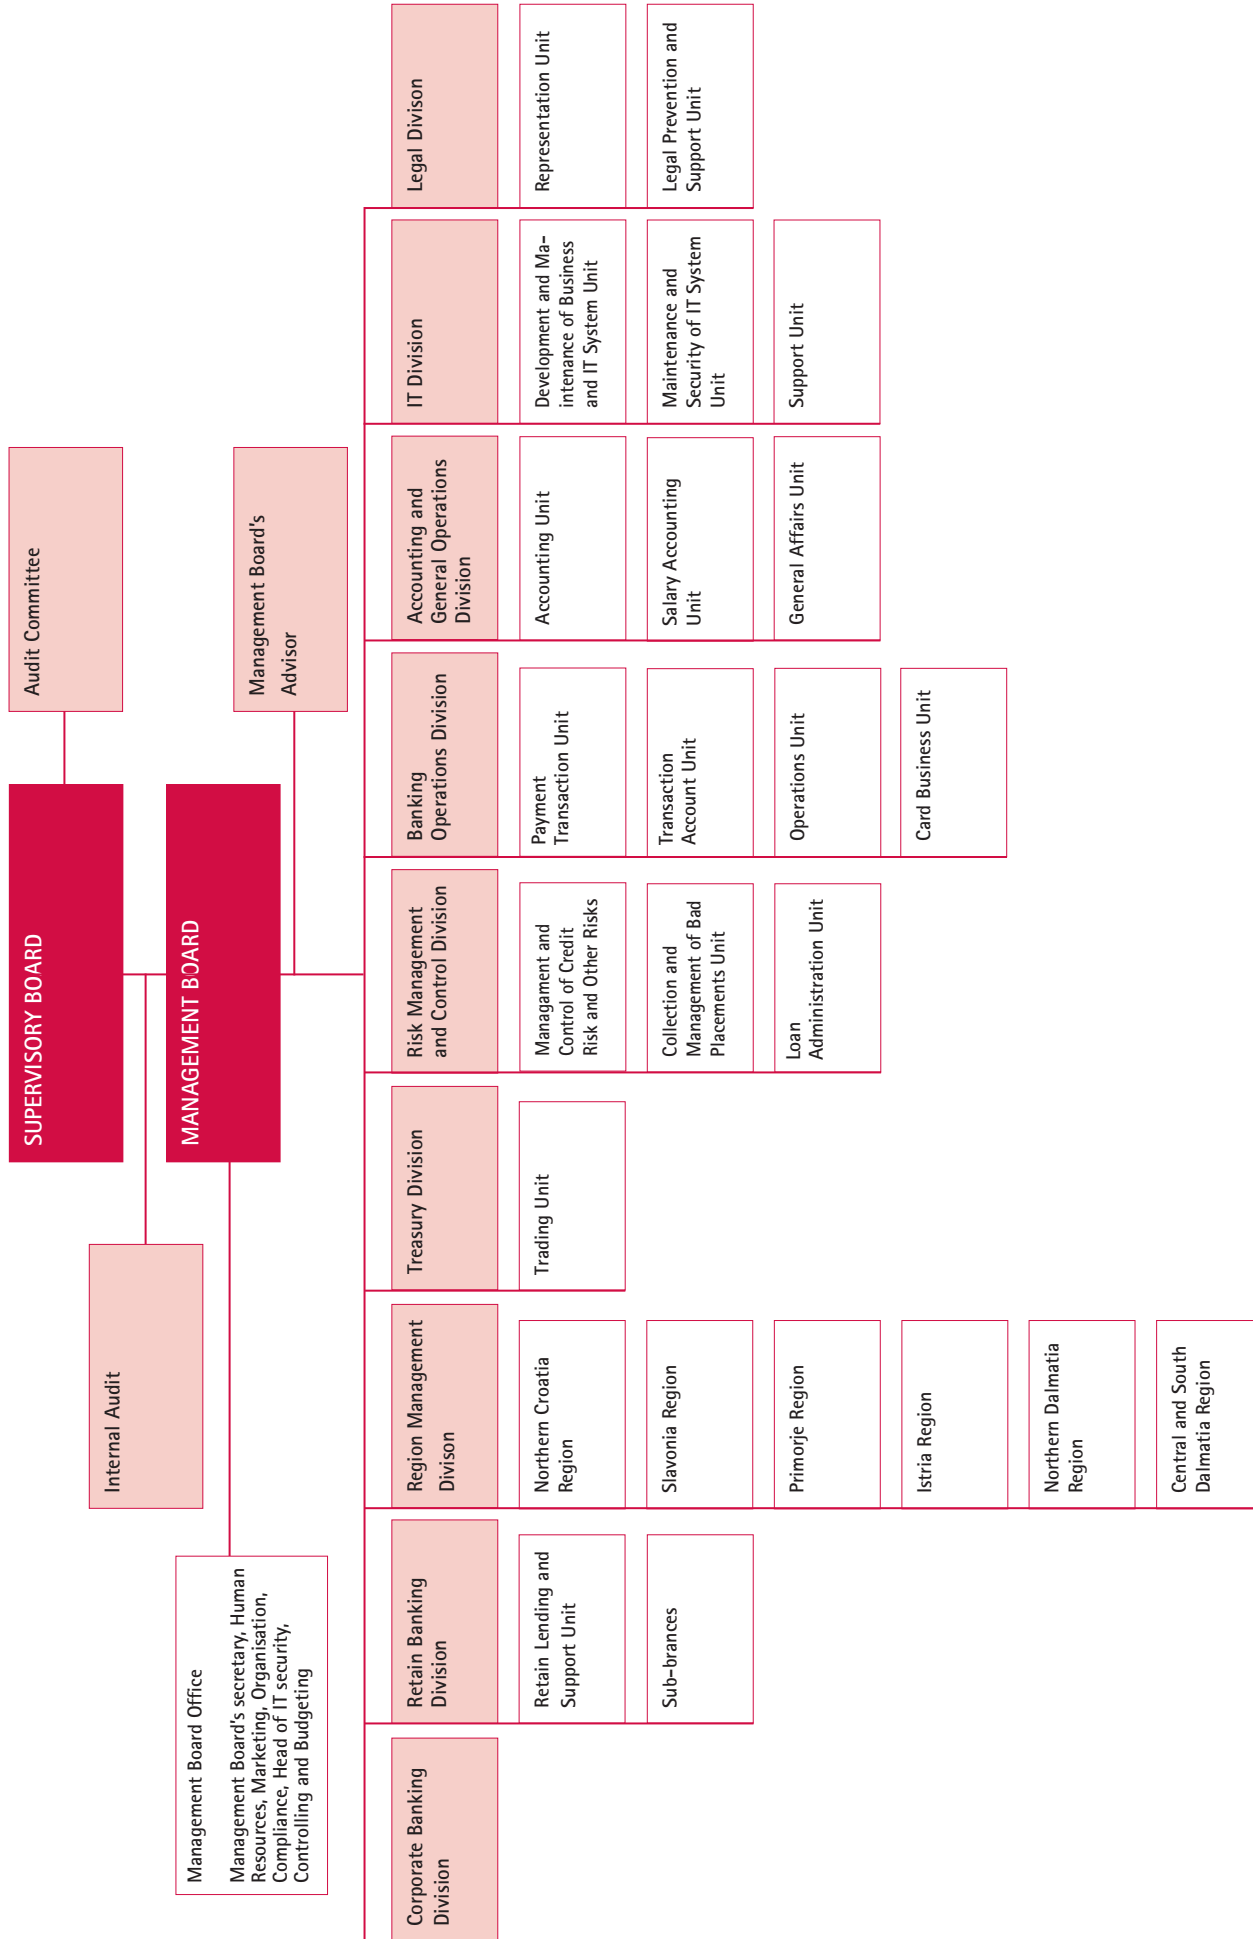 SUPERVISORY BOARD
Audit Committee
Internal Audit
MANAGEMENT BOARD
Management Board's
Advisor
Management Board Office
Management Board's secretary, Human
Resources, Marketing, Organisation,
Compliance, Head of IT security,
Controlling and Budgeting
Corporate Banking
Division
Retain Banking
Division
Retain Lending and
Support Unit
Sub-brances
Region Management
Divison
Northern Croatia
Region
Slavonia Region
Primorje Region
Istria Region
Northern Dalmatia
Region
Central and South
Dalmatia Region
Treasury Division
Trading Unit
Risk Management
and Control Division
Managament and
Control of Credit
Risk and Other Risks
Collection and
Management of Bad
Placements Unit
Loan
Administration Unit
Banking
Operations Division
Payment
Transaction Unit
Transaction
Account Unit
Operations Unit
Card Business Unit
Accounting and
General Operations
Division
Accounting Unit
Salary Accounting
Unit
General Affairs Unit
IT Division
Development and Ma-
intenance of Business
and IT System Unit
Maintenance and
Security of IT System
Unit
Support Unit
Legal Divison
Representation Unit
Legal Prevention and
Support Unit